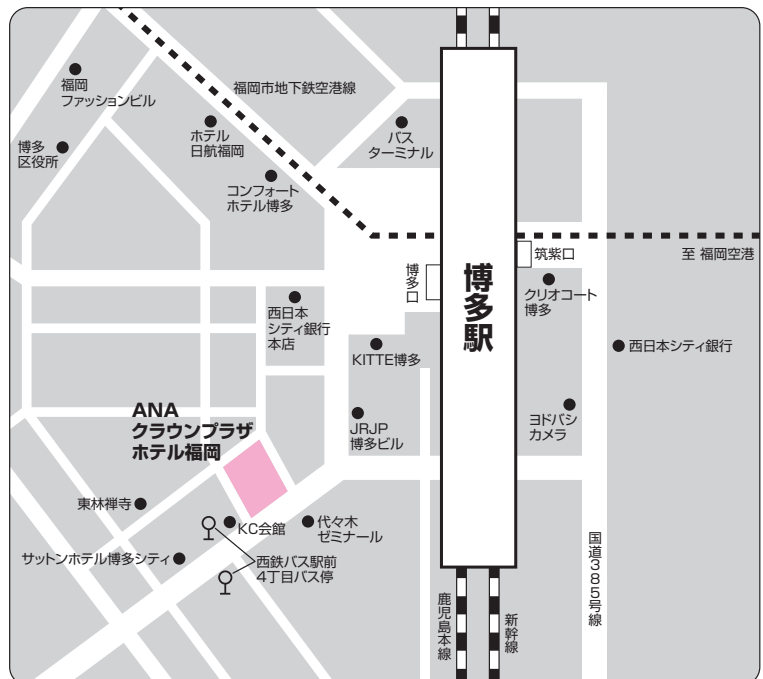 福岡
ファッションビル
福岡市地下鉄空港線
博多
区役所
ホテル
日航福岡
バス
ターミナル
コンフォート
ホテル博多
筑紫口
至 福岡空港
博多口
博多駅
クリオコート
博多
西日本
シティ銀行
本店
KITTE博多
西日本シティ銀行
ANA
クラウンプラザ
ホテル福岡
JRJP
博多ビル
ヨドバシ
カメラ
東林禅寺
KC会館
代々木
ゼミナール
サットンホテル博多シティ
西鉄バス駅前
4丁目バス停
国道385号線
鹿児島本線
新幹線